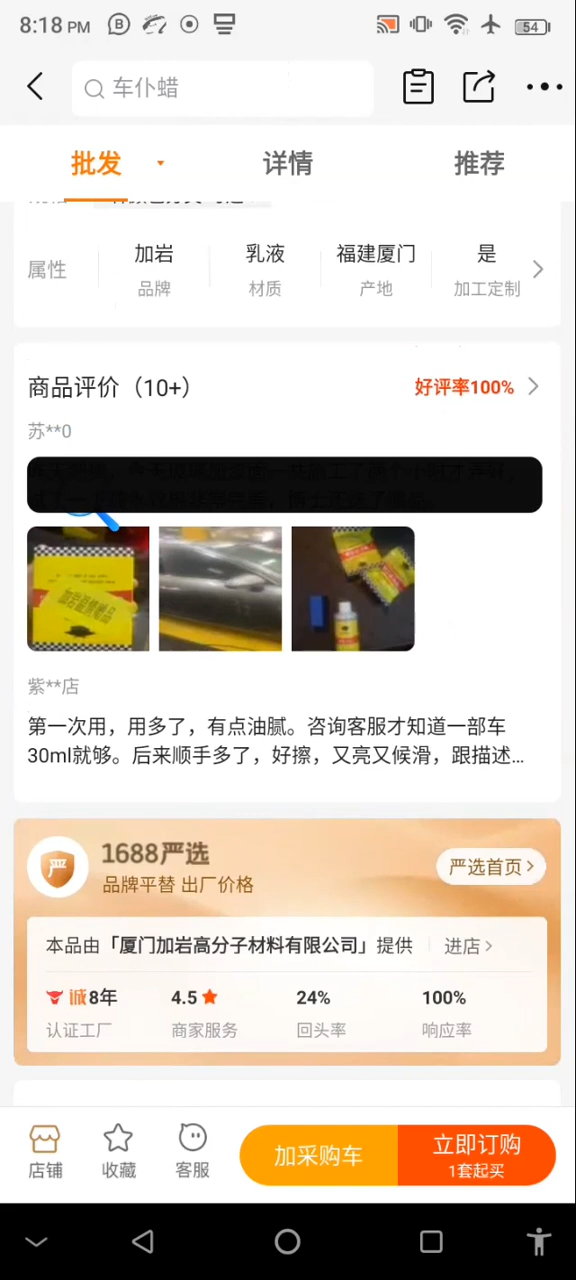 8:18 PM
54
车仆蜡
批发
详情
推荐
属性
加岩
品牌
乳液
材质
福建厦门
产地
是
加工定制
商品评价（10+）
好评率100%
苏**0
紫**店
第一次用，用多了，有点油腻。咨询客服才知道一部车
30ml就够。后来顺手多了，好擦，又亮又候滑，跟描述...
1688严选
品牌平替 出厂价格
严选首页
本品由「厦门加岩高分子材料有限公司」提供
进店
诚8年
认证工厂
4.5
商家服务
24%
回头率
100%
响应率
店铺
收藏
客服
加采购车
立即订购
1套起买